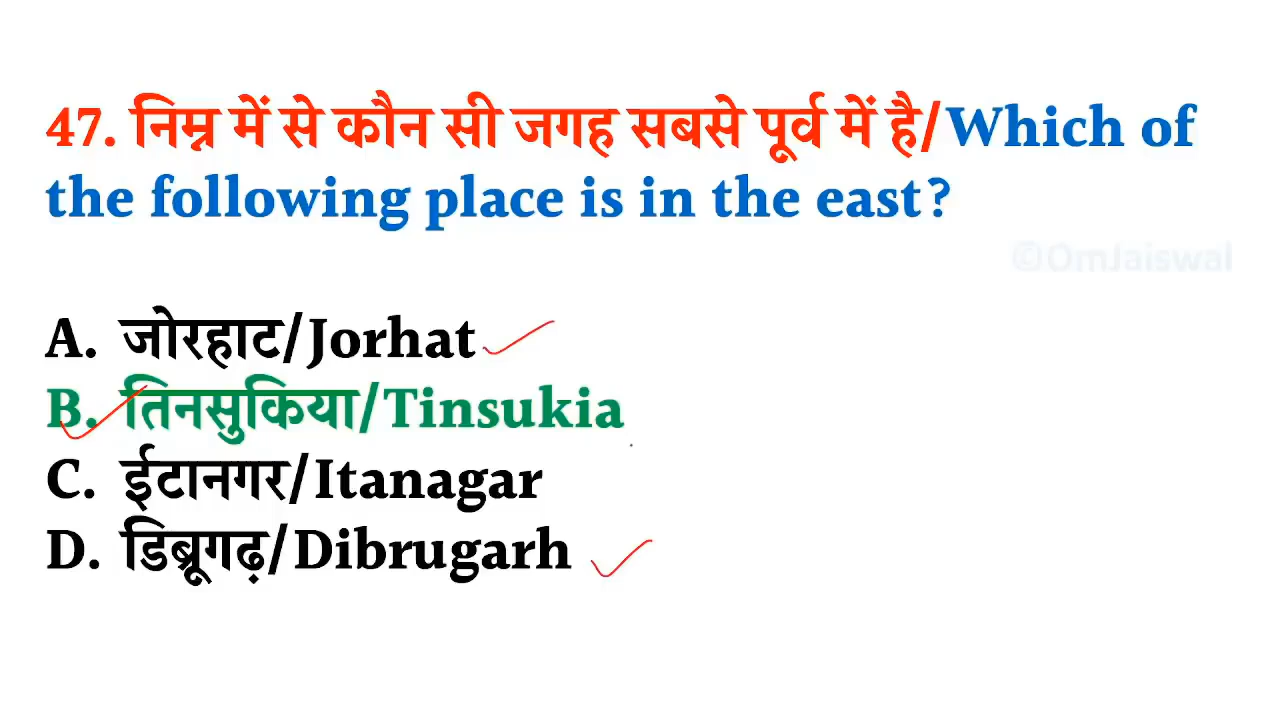 47. निम्न में से कौन सी जगह सबसे पूर्व में है/Which of
the following place is in the east?
©OmJaiswal
A. जोरहाट/Jorhat
B. तिनसुकिया/Tinsukia
C. ईटानगर/Itanagar
D. डिब्रूगढ़/Dibrugarh